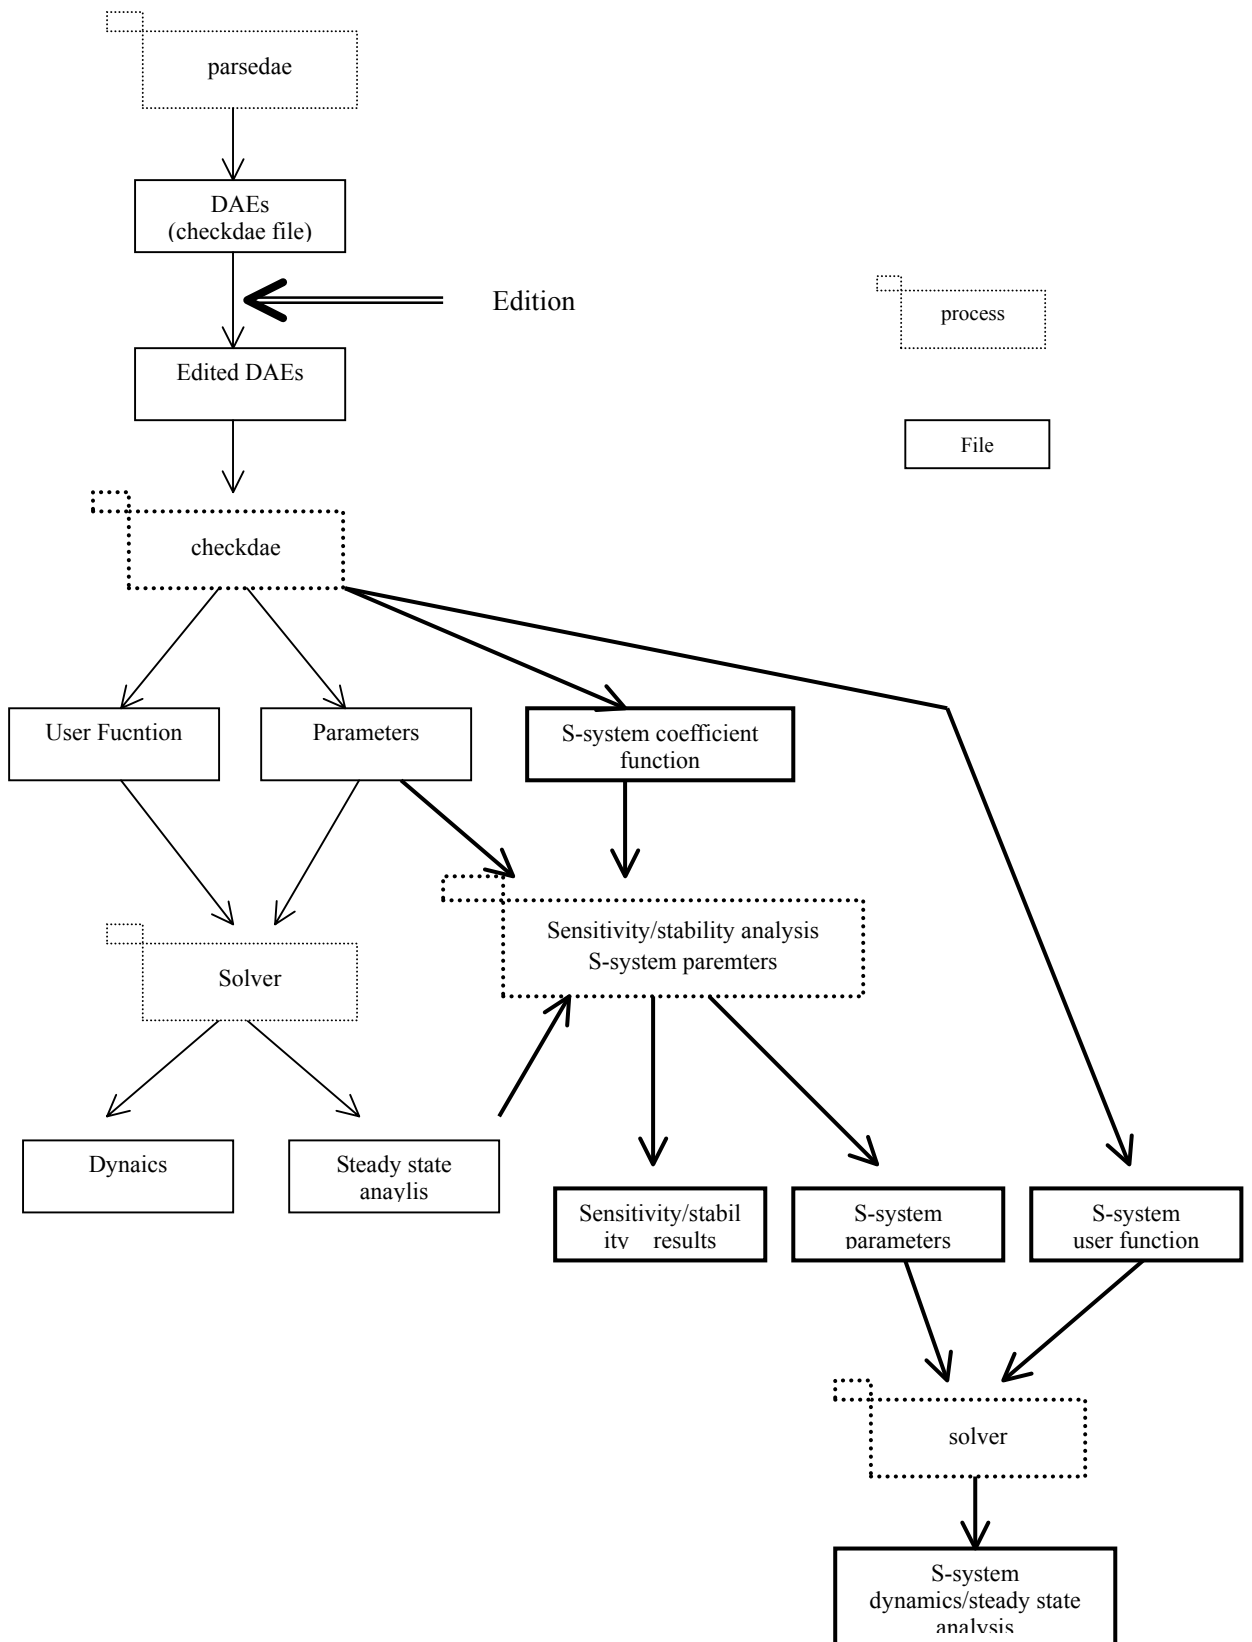 parsedae
DAEs
(checkdae file)
Edition
process
Edited DAEs
File
checkdae
User Fucntion
Parameters
S-system coefficient
function
Sensitivity/stability analysis
S-system paremters
Solver
Dynaics
Steady state
anaylis
Sensitivity/stabil
ity results
S-system
parameters
S-system
user function
solver
S-system
dynamics/steady state
analysis